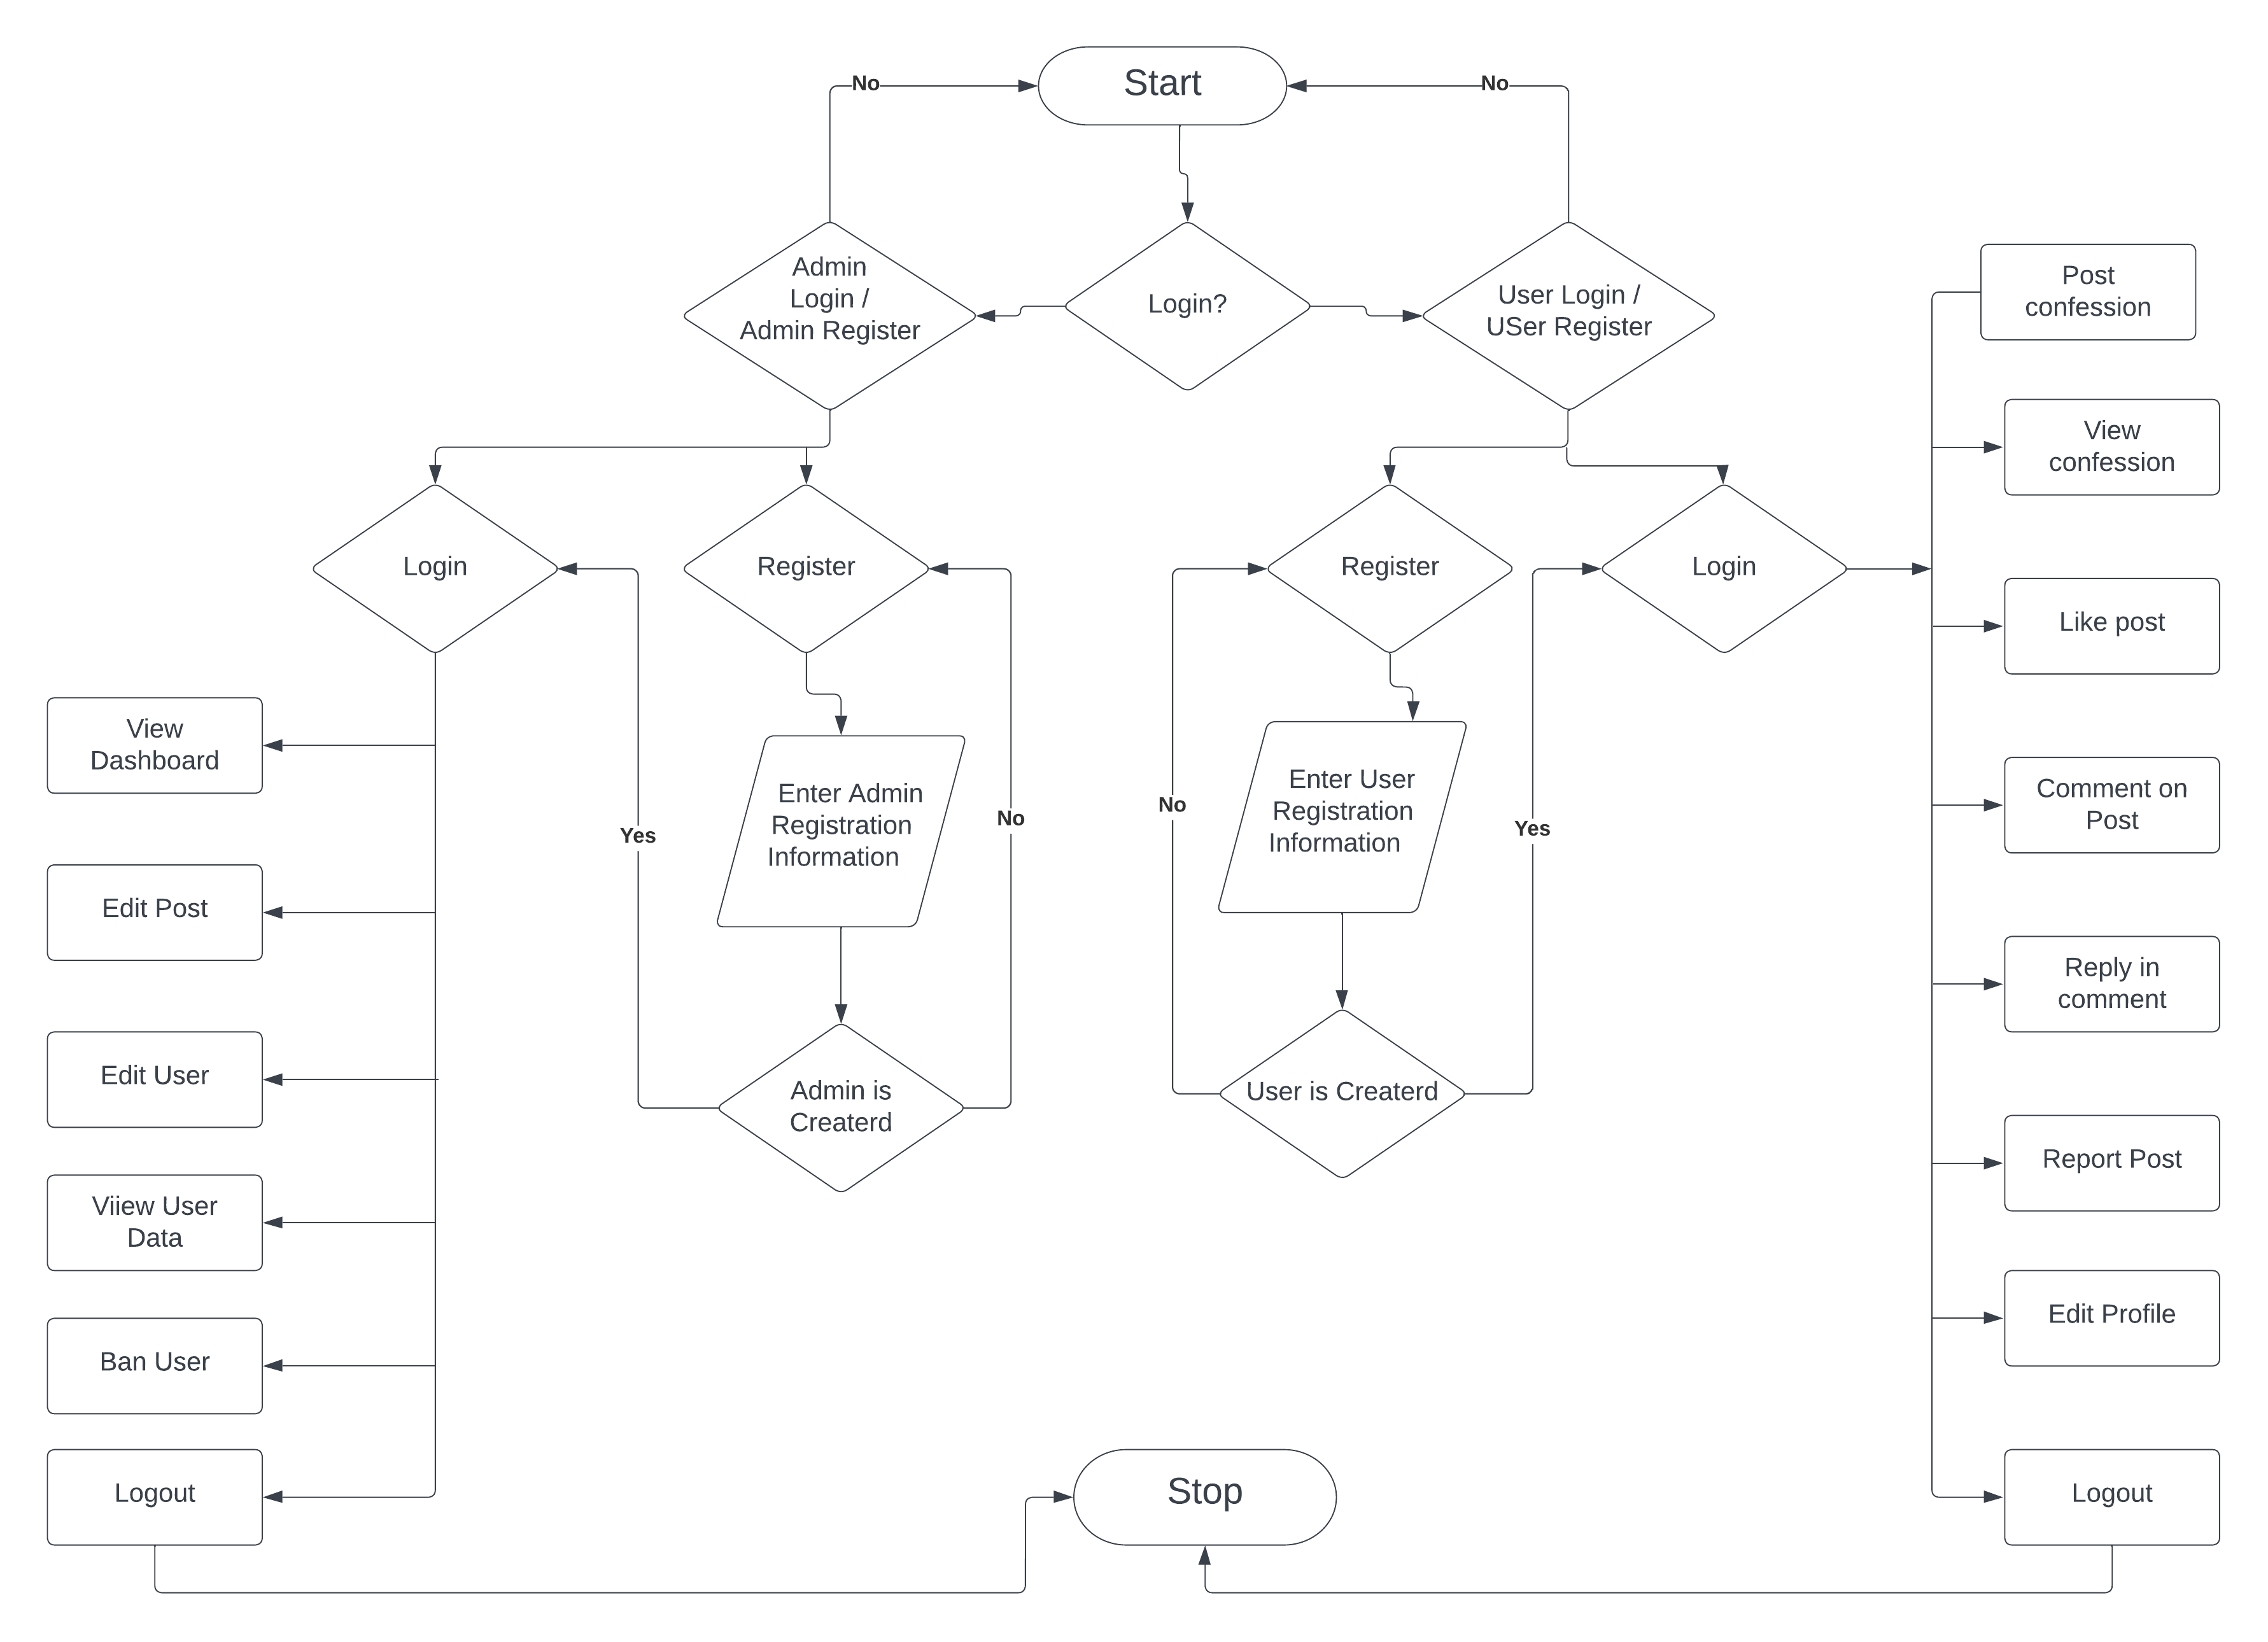 No
Start
No
Admin
Login /
Admin Register
Login?
User Login /
USer Register
Post
confession
View
confession
Login
Register
Register
Login
Like post
View
Dashboard
Enter Admin
Registration
Information
Enter User
Registration
Information
Comment on
Post
Yes
No
No
Yes
Edit Post
Reply in
comment
Edit User
Admin is
Createrd
User is Createrd
Report Post
Viiew User
Data
Edit Profile
Ban User
Logout
Stop
Logout